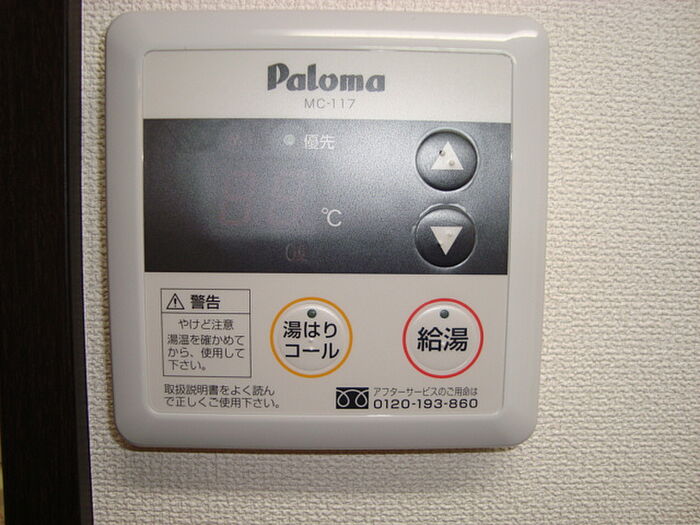 Paloma
MC-117
優先
℃
警告
やけど注意
湯温を確かめて
から、使用して
下さい。
湯はり
コール
給湯
取扱説明書をよく読ん
で正しくご使用下さい。
アフターサービスのご用命は
0120-193-860